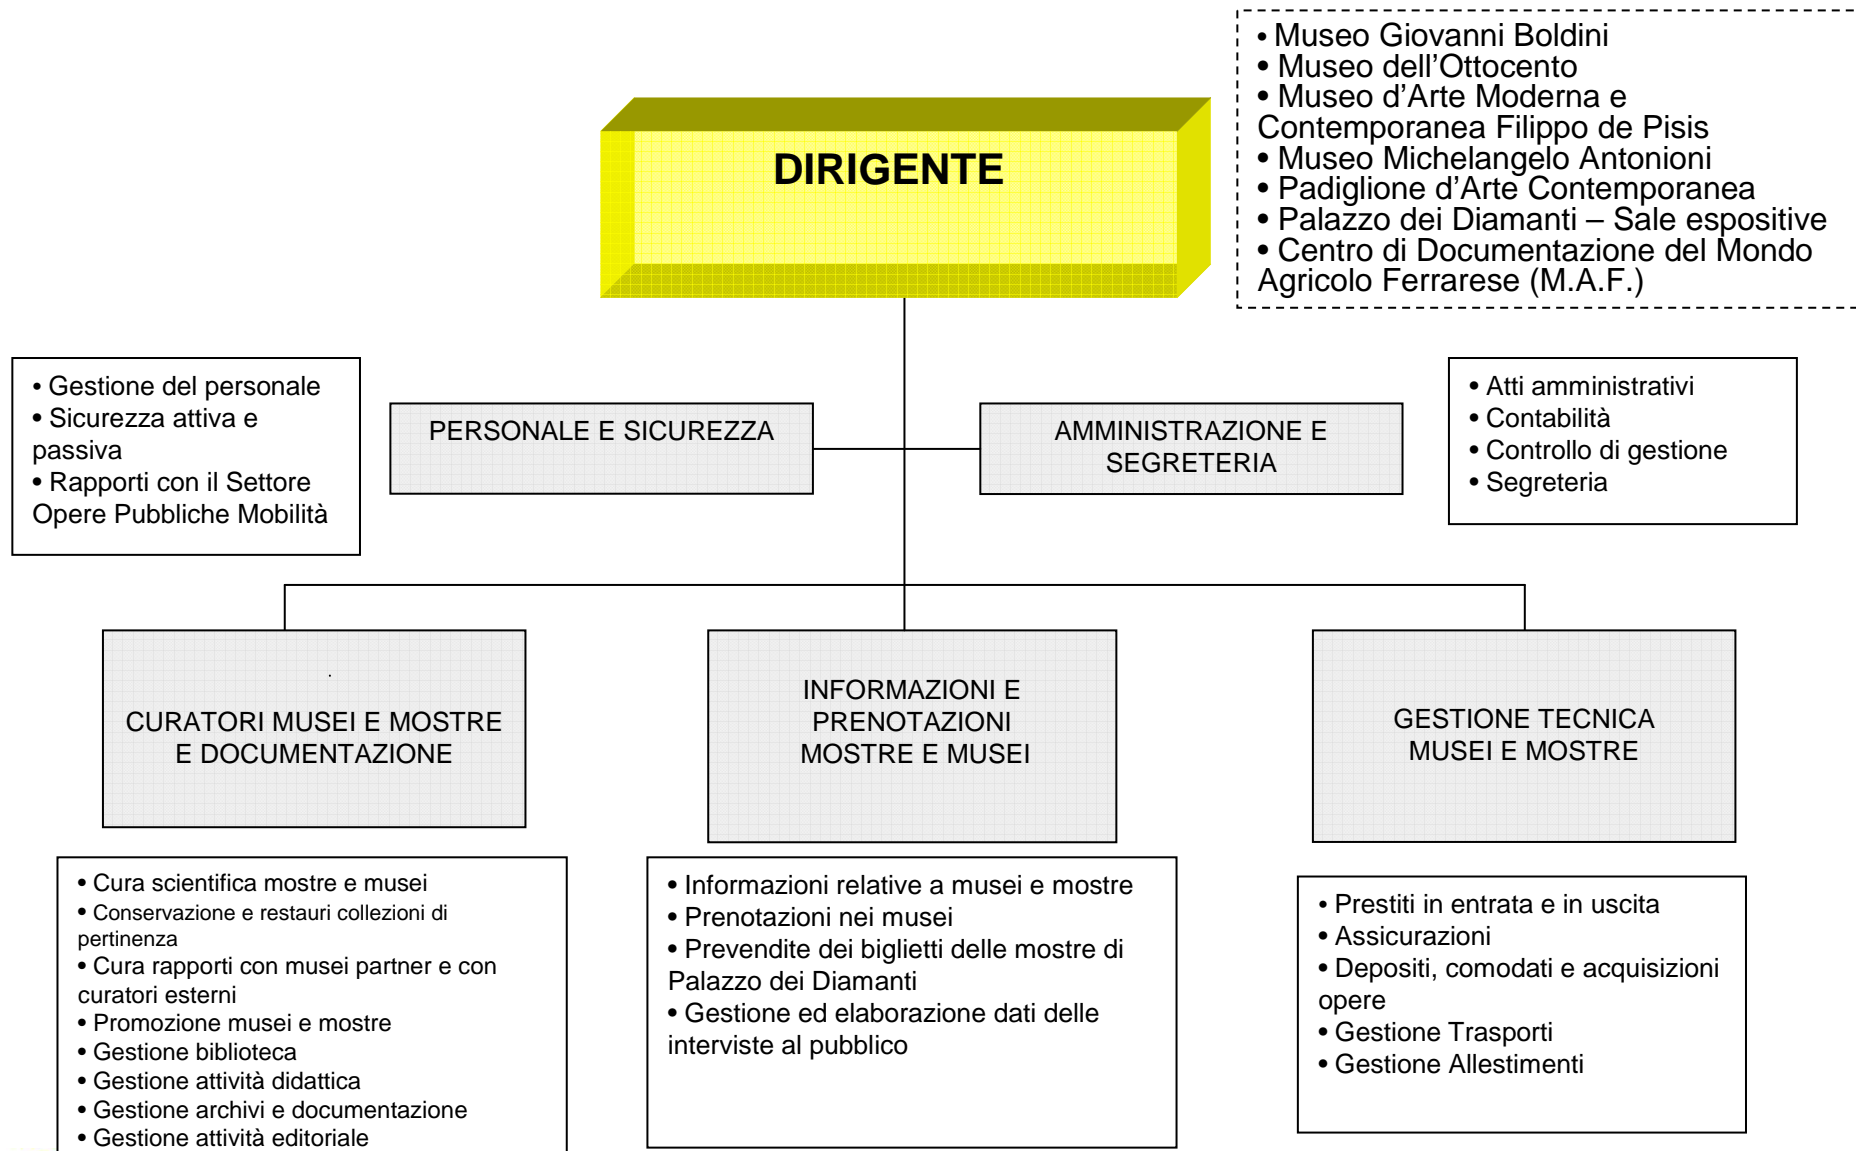 • Museo Giovanni Boldini
• Museo dell’Ottocento
• Museo d’Arte Moderna e
Contemporanea Filippo de Pisis
• Museo Michelangelo Antonioni
• Padiglione d’Arte Contemporanea
• Palazzo dei Diamanti – Sale espositive
• Centro di Documentazione del Mondo
Agricolo Ferrarese (M.A.F.)
DIRIGENTE
• Gestione del personale
• Sicurezza attiva e
passiva
• Rapporti con il Settore
Opere Pubbliche Mobilità
PERSONALE E SICUREZZA
AMMINISTRAZIONE E
SEGRETERIA
• Atti amministrativi
• Contabilità
• Controllo di gestione
• Segreteria
.
CURATORI MUSEI E MOSTRE
E DOCUMENTAZIONE
INFORMAZIONI E
PRENOTAZIONI
MOSTRE E MUSEI
GESTIONE TECNICA
MUSEI E MOSTRE
• Cura scientifica mostre e musei
• Conservazione e restauri collezioni di
pertinenza
• Cura rapporti con musei partner e con
curatori esterni
• Promozione musei e mostre
• Gestione biblioteca
• Gestione attività didattica
• Gestione archivi e documentazione
• Gestione attività editoriale
• Informazioni relative a musei e mostre
• Prenotazioni nei musei
• Prevendite dei biglietti delle mostre di
Palazzo dei Diamanti
• Gestione ed elaborazione dati delle
interviste al pubblico
• Prestiti in entrata e in uscita
• Assicurazioni
• Depositi, comodati e acquisizioni
opere
• Gestione Trasporti
• Gestione Allestimenti